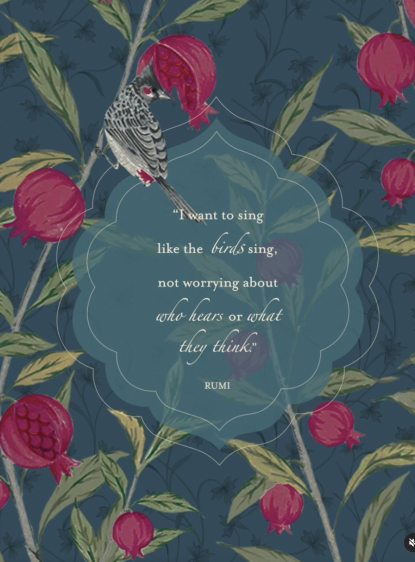 “I want to sing
like the birds sing,
not worrying about
who hears or what
they think."
RUMI